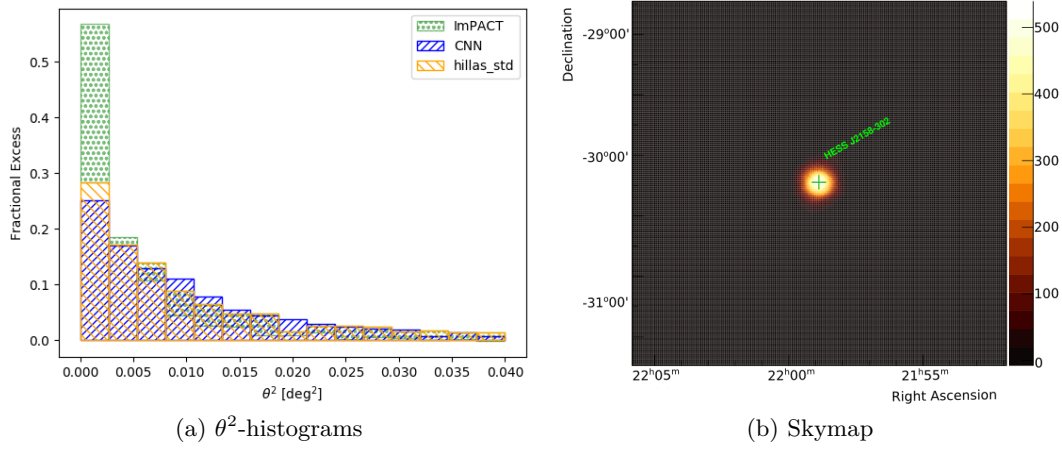 ImPACT
CNN
hillas_std
Fractional Excess
0.5
0.4
0.3
0.2
0.1
0.0
0.000
0.005
0.010
0.015
0.020
0.025
0.030
0.035
0.040
θ² [deg²]
(a) θ²-histograms
Declination
-29°00'
-30°00'
-31°00'
HESS J2158-302
22ʰ05ᵐ
22ʰ00ᵐ
21ʰ55ᵐ
Right Ascension
500
400
300
200
100
0
(b) Skymap